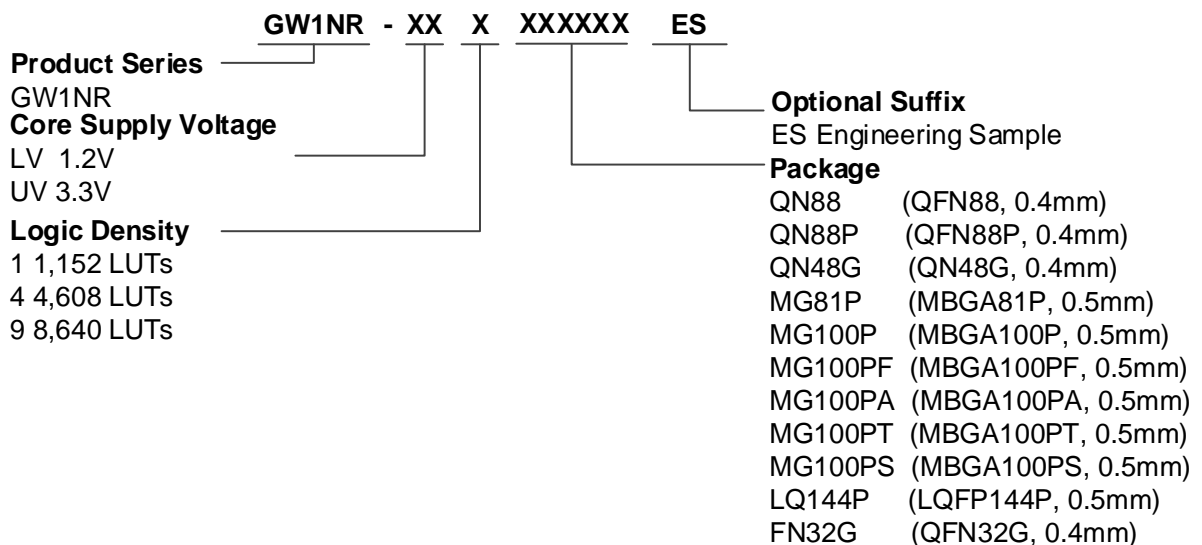 GW1NR - XX X XXXXXX ES
Product Series
GW1NR
Core Supply Voltage
LV 1.2V
UV 3.3V
Logic Density
1 1,152 LUTs
4 4,608 LUTs
9 8,640 LUTs
Optional Suffix
ES Engineering Sample
Package
QN88 (QFN88, 0.4mm)
QN88P (QFN88P, 0.4mm)
QN48G (QN48G, 0.4mm)
MG81P (MBGA81P, 0.5mm)
MG100P (MBGA100P, 0.5mm)
MG100PF (MBGA100PF, 0.5mm)
MG100PA (MBGA100PA, 0.5mm)
MG100PT (MBGA100PT, 0.5mm)
MG100PS (MBGA100PS, 0.5mm)
LQ144P (LQFP144P, 0.5mm)
FN32G (QFN32G, 0.4mm)